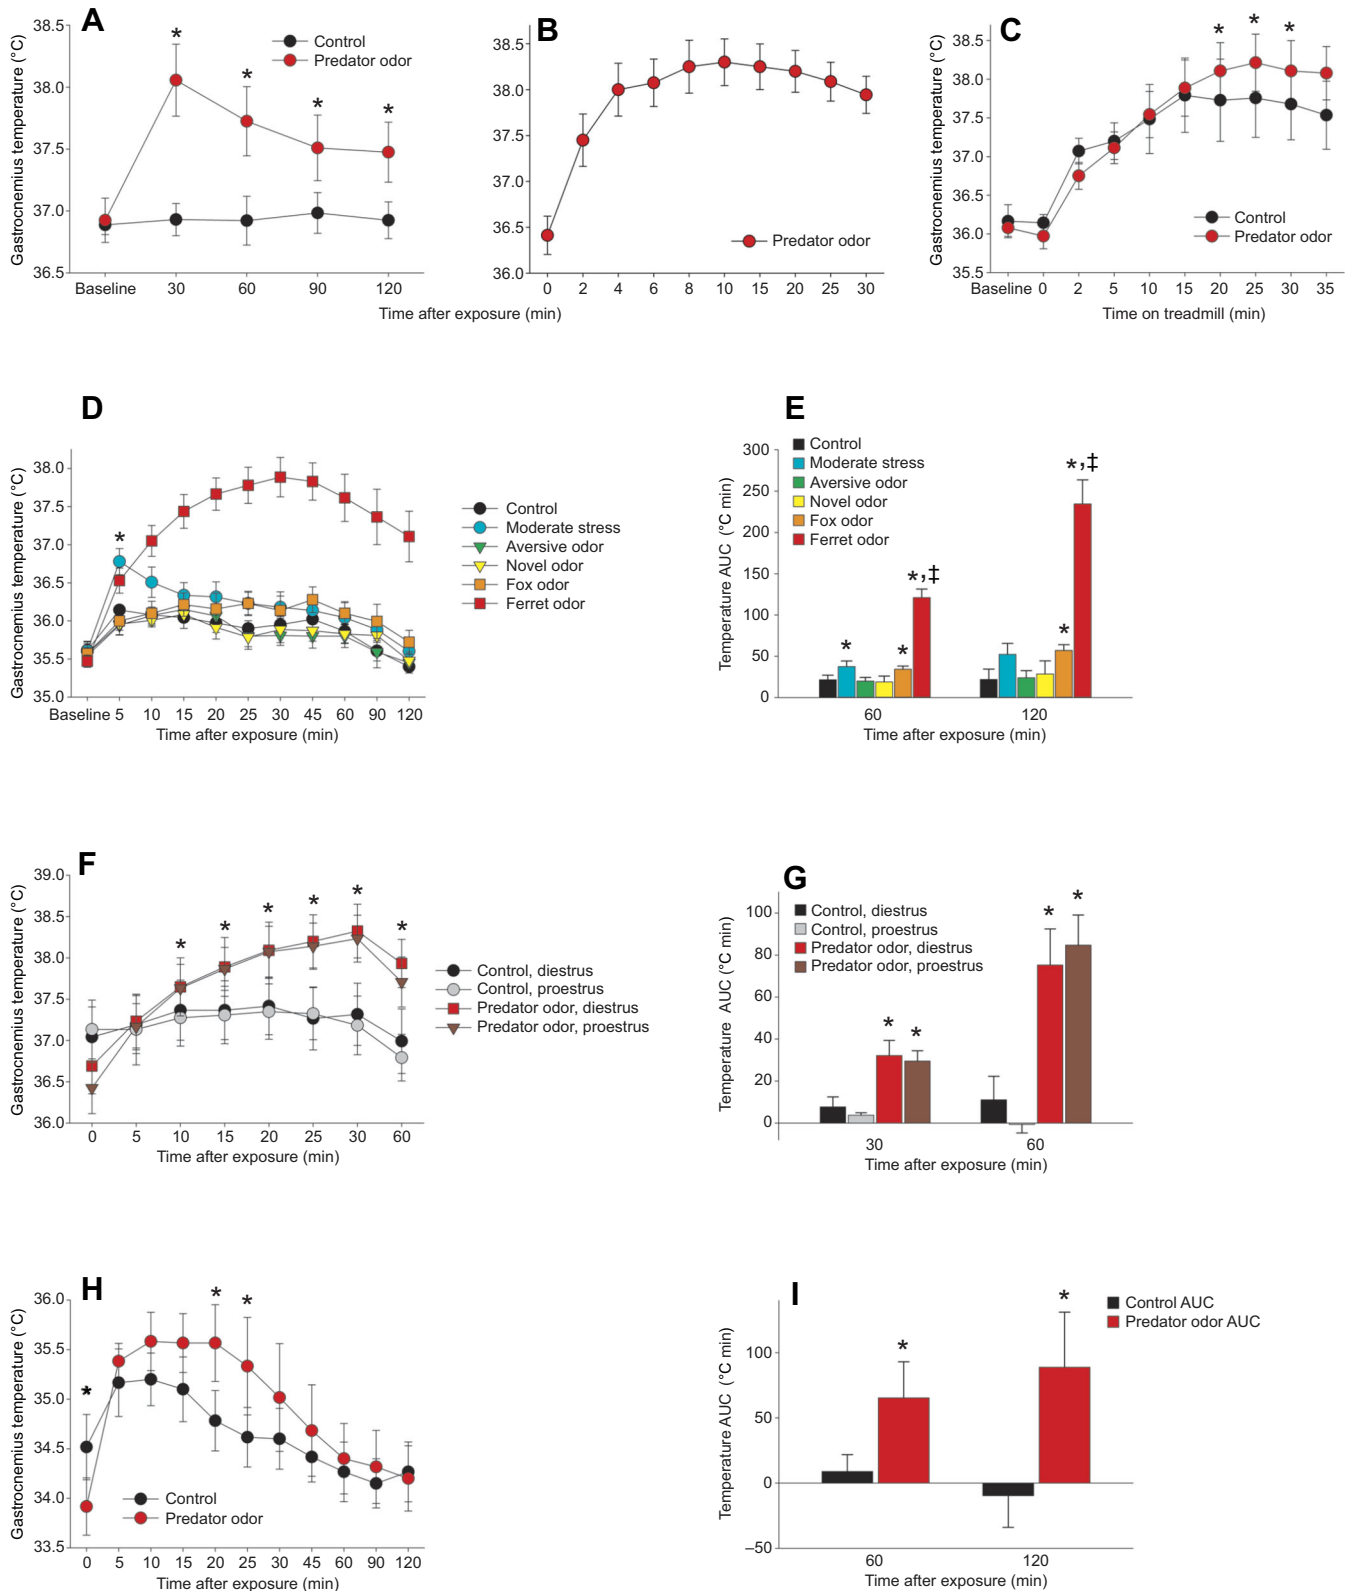 A
Gastrocnemius temperature (°C)
38.5
38.0
37.5
37.0
36.5
* * * *
Control
Predator odor
Baseline 30 60 90 120
B
38.5
38.0
37.5
37.0
36.5
36.0
Predator odor
0 2 4 6 8 10 15 20 25 30
Time after exposure (min)
C
Gastrocnemius temperature (°C)
38.5
38.0
37.5
37.0
36.5
36.0
35.5
* * *
Control
Predator odor
Baseline 0 2 5 10 15 20 25 30 35
Time on treadmill (min)
D
Gastrocnemius temperature (°C)
38.0
37.5
37.0
36.5
36.0
35.5
35.0
*
Control
Moderate stress
Aversive odor
Novel odor
Fox odor
Ferret odor
Baseline 5 10 15 20 25 30 45 60 90 120
Time after exposure (min)
E
Temperature AUC (°C min)
300
250
200
150
100
50
0
Control
Moderate stress
Aversive odor
Novel odor
Fox odor
Ferret odor
* * *,‡
* *,‡
60 120
Time after exposure (min)
F
Gastrocnemius temperature (°C)
39.0
38.5
38.0
37.5
37.0
36.5
36.0
* * * * * *
Control, diestrus
Control, proestrus
Predator odor, diestrus
Predator odor, proestrus
0 5 10 15 20 25 30 60
Time after exposure (min)
G
Temperature AUC (°C min)
100
80
60
40
20
0
Control, diestrus
Control, proestrus
Predator odor, diestrus
Predator odor, proestrus
* * * *
30 60
Time after exposure (min)
H
Gastrocnemius temperature (°C)
36.0
35.5
35.0
34.5
34.0
33.5
* * *
Control
Predator odor
0 5 10 15 20 25 30 45 60 90 120
Time after exposure (min)
I
Temperature AUC (°C min)
100
50
0
–50
* *
Control AUC
Predator odor AUC
60 120
Time after exposure (min)